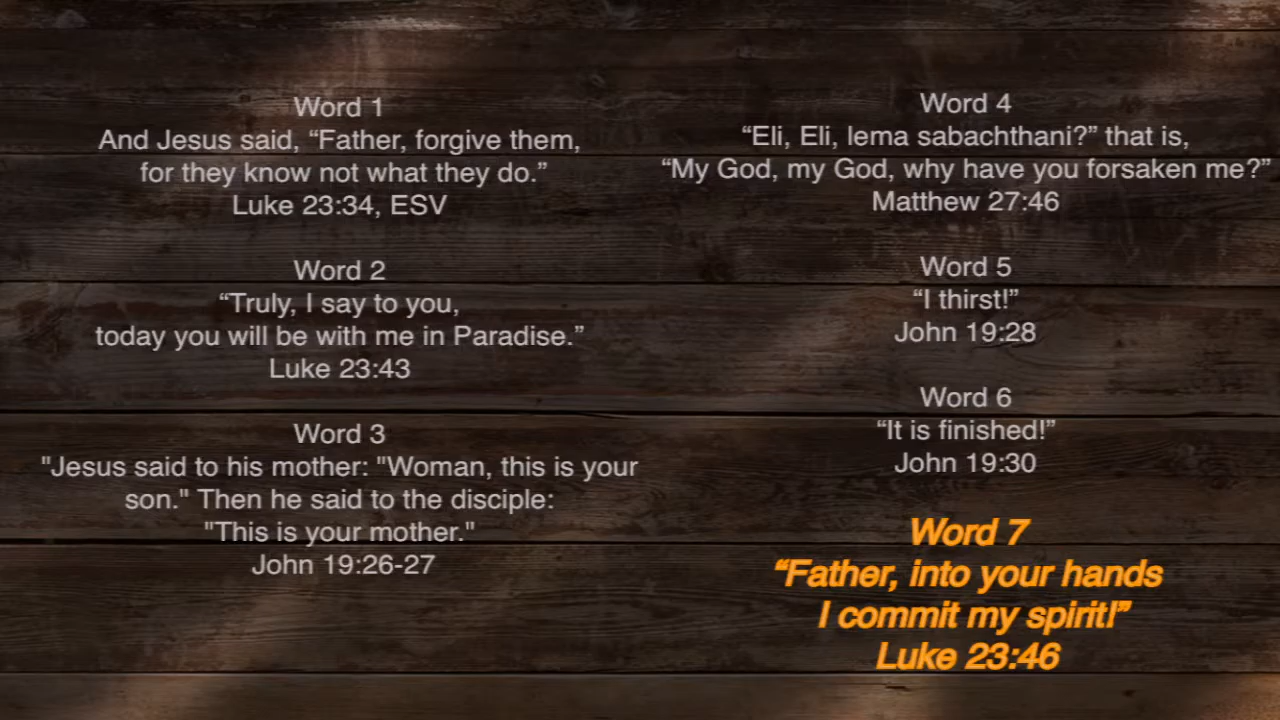 Word 1
And Jesus said, “Father, forgive them,
for they know not what they do.”
Luke 23:34, ESV
Word 2
“Truly, I say to you,
today you will be with me in Paradise.”
Luke 23:43
Word 3
"Jesus said to his mother: "Woman, this is your
son." Then he said to the disciple:
"This is your mother."
John 19:26-27
Word 4
“Eli, Eli, lema sabachthani?” that is,
“My God, my God, why have you forsaken me?”
Matthew 27:46
Word 5
“I thirst!”
John 19:28
Word 6
“It is finished!”
John 19:30
Word 7
“Father, into your hands
I commit my spirit!”
Luke 23:46